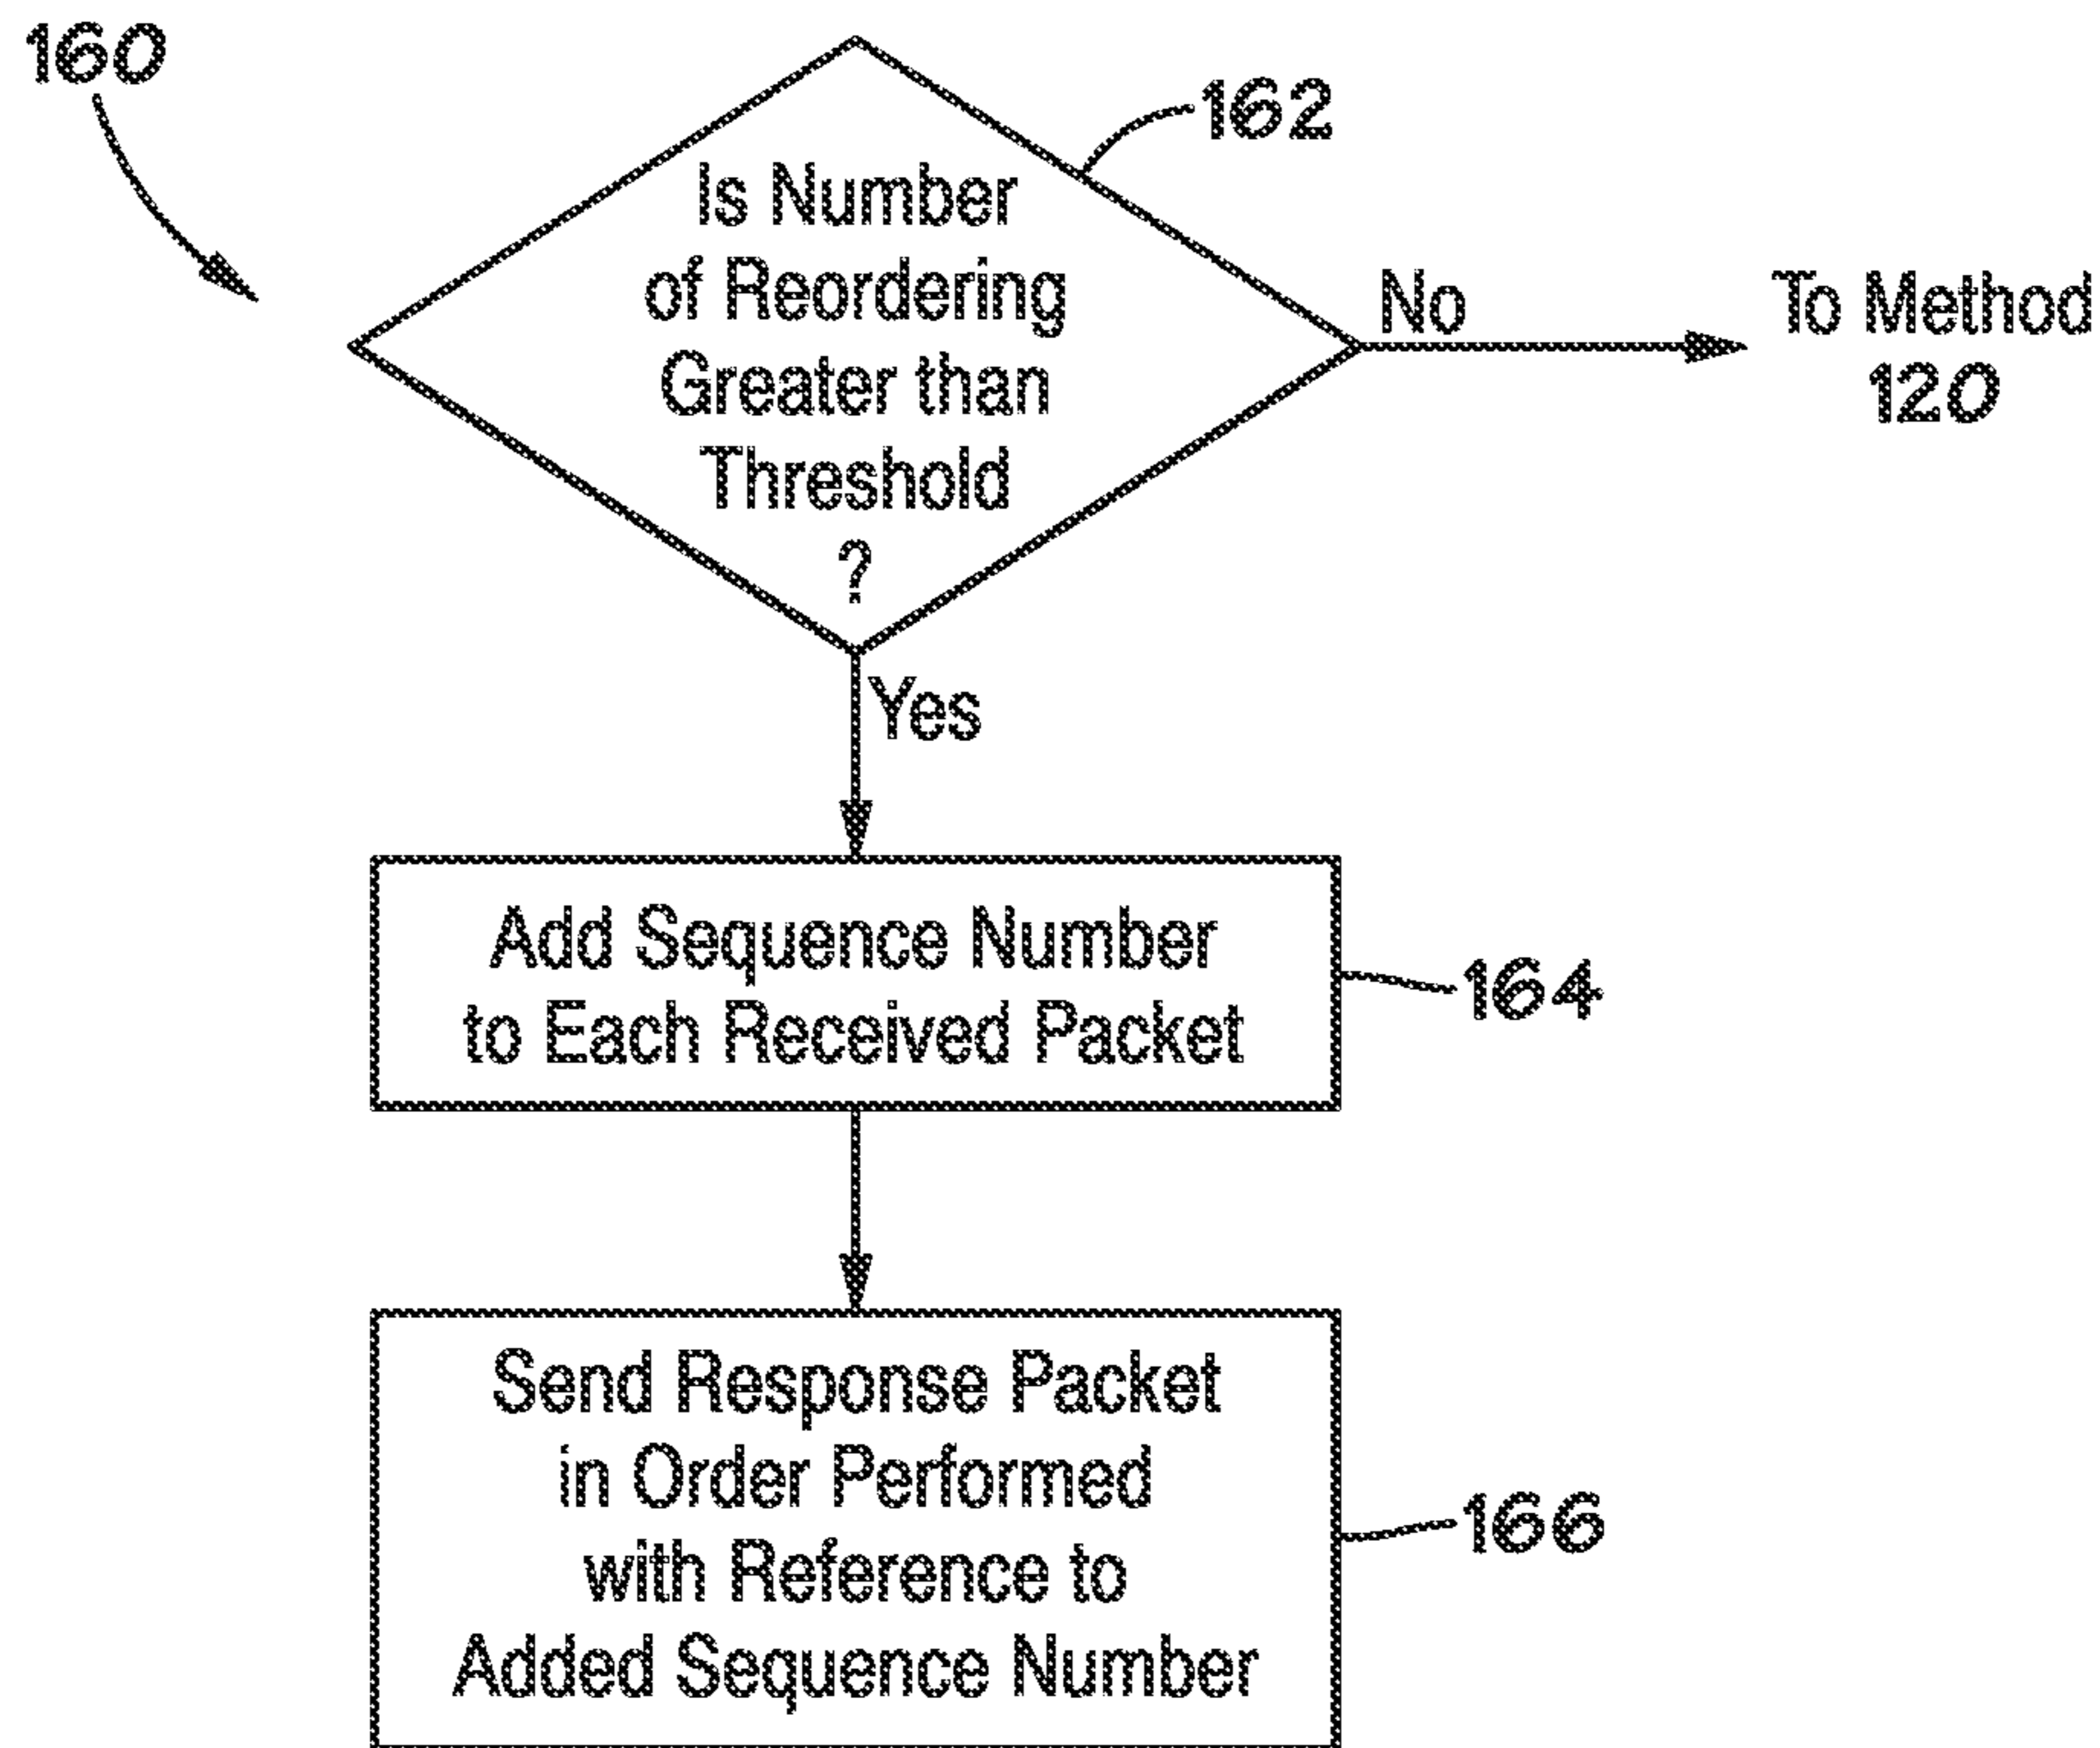 160
162
Is Number
of Reordering
Greater than
Threshold
?
No
To Method
120
Yes
Add Sequence Number
to Each Received Packet
164
Send Response Packet
in Order Performed
with Reference to
Added Sequence Number
166